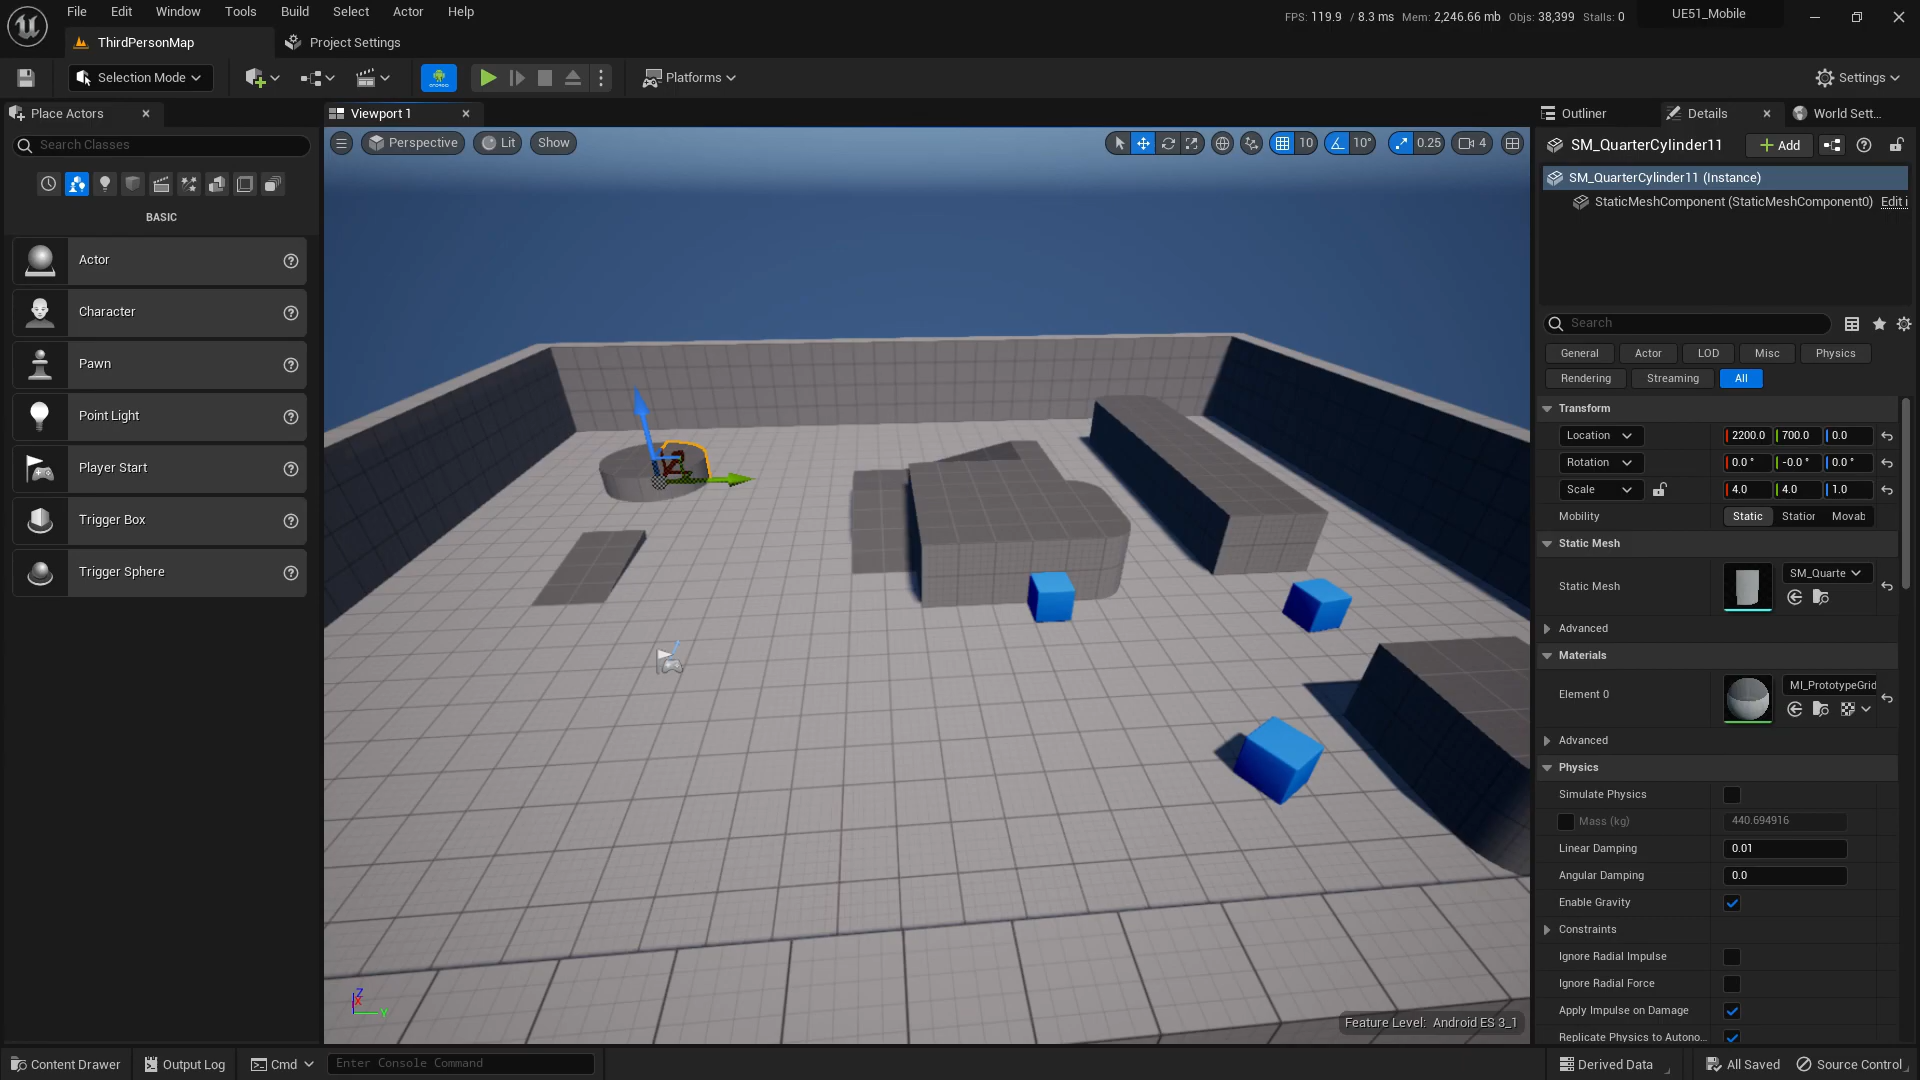 File Edit Window Tools Build Select Actor Help
FPS: 119.9 / 8.3 ms Mem: 2,246.66 mb Objs: 38,399 Stalls: 0
UE51_Mobile
ThirdPersonMap
Project Settings
Selection Mode
Platforms
Settings
Place Actors
Search Classes
BASIC
Actor
Character
Pawn
Point Light
Player Start
Trigger Box
Trigger Sphere
Viewport 1
Perspective Lit Show
10 10° 0.25 4
Z
X
Y
Feature Level: Android ES 3_1
Outliner Details World Sett...
SM_QuarterCylinder11 Add
SM_QuarterCylinder11 (Instance)
StaticMeshComponent (StaticMeshComponent0) Edit i
Search
General Actor LOD Misc Physics
Rendering Streaming All
Transform
Location 2200.0 700.0 0.0
Rotation 0.0 ° -0.0 ° 0.0 °
Scale 4.0 4.0 1.0
Mobility Static Station Movab
Static Mesh
Static Mesh SM_Quarte
Advanced
Materials
Element 0 MI_PrototypeGrid
Advanced
Physics
Simulate Physics
Mass (kg) 440.694916
Linear Damping 0.01
Angular Damping 0.0
Enable Gravity
Constraints
Ignore Radial Impulse
Ignore Radial Force
Apply Impulse on Damage
Replicate Physics to Autono...
Content Drawer Output Log Cmd Enter Console Command
Derived Data All Saved Source Control